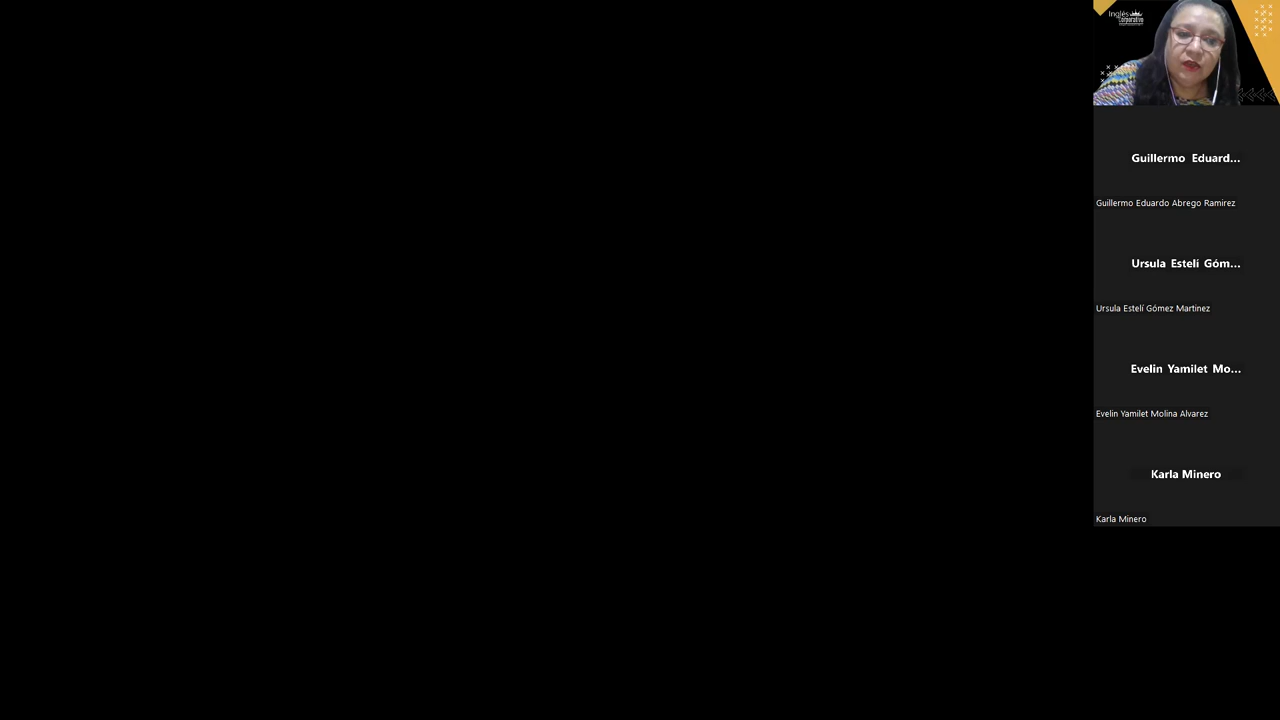 Inglés
Corporativo
Guillermo Eduard...
Guillermo Eduardo Abrego Ramirez
Ursula Estelí Góm...
Ursula Estelí Gómez Martinez
Evelin Yamilet Mo...
Evelin Yamilet Molina Alvarez
Karla Minero
Karla Minero